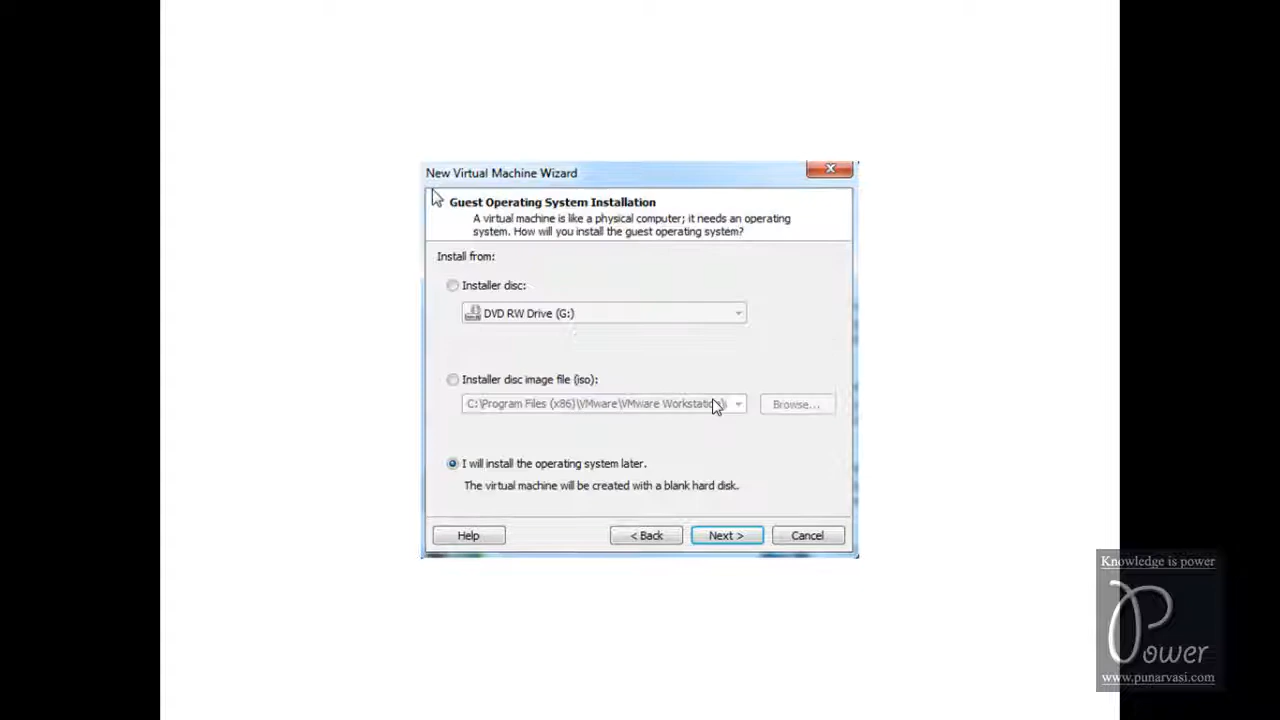 New Virtual Machine Wizard
Guest Operating System Installation
A virtual machine is like a physical computer; it needs an operating
system. How will you install the guest operating system?
Install from:
Installer disc:
DVD RW Drive (G:)
Installer disc image file (iso):
C:\Program Files (x86)\VMware\VMware Workstation\
Browse...
I will install the operating system later.
The virtual machine will be created with a blank hard disk.
Help
< Back
Next >
Cancel
Knowledge is power
Power
www.punarvasi.com